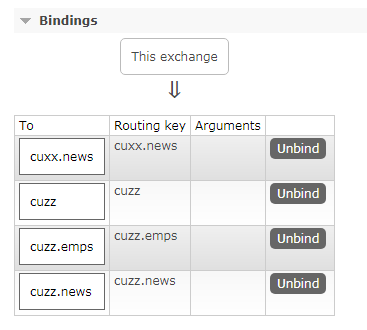 Bindings
This exchange
⇓
To Routing key Arguments
cuxx.news cuxx.news Unbind
cuzz cuzz Unbind
cuzz.emps cuzz.emps Unbind
cuzz.news cuzz.news Unbind